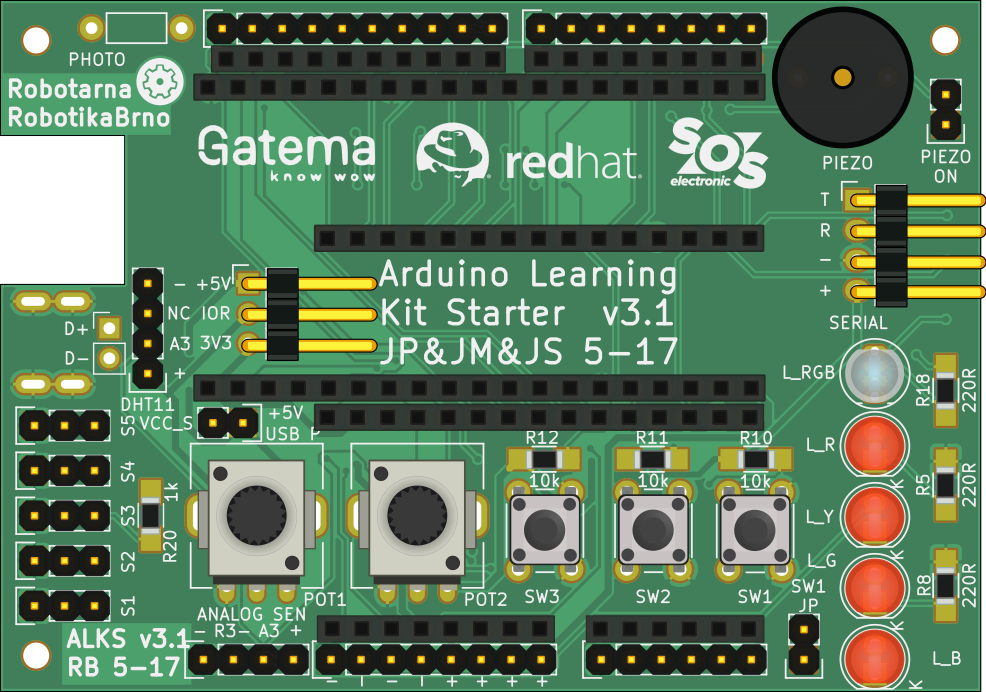 PHOTO
Robotarna
RobotikaBrno
Gatema
know wow
redhat.
SOS
electronic
PIEZO
PIEZO
ON
T
R
–
+
SERIAL
Arduino Learning
Kit Starter v3.1
JP&JM&JS 5-17
- +5V
NC IOR
A3 3V3
+
D+
D-
DHT11
VCC_S
+5V
USB P
S5
S4
S3
S2
S1
1k
R20
R12
10k
R11
10k
R10
10k
L_RGB
L_R
L_Y
L_G
L_B
R18
220R
R5
220R
R8
220R
K
K
K
K
POT1
POT2
SW3
SW2
SW1
SW1
JP
ANALOG SEN
- R3- A3 +
- | - | + + + +
ALKS v3.1
RB 5-17